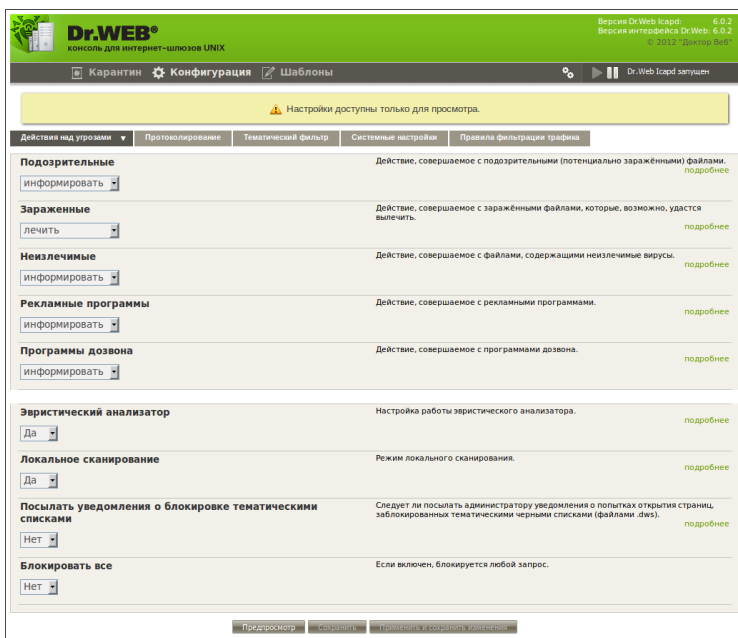 Dr.WEB®
консоль для интернет-шлюзов UNIX
Версия Dr.Web Icapd: 6.0.2
Версия интерфейса Dr.Web: 6.0.2
© 2012 "Доктор Веб"
Карантин Конфигурация Шаблоны
Dr.Web Icapd запущен
Настройки доступны только для просмотра.
Действия над угрозами Протоколирование Тематический фильтр Системные настройки Правила фильтрации трафика
Подозрительные
информировать
Действие, совершаемое с подозрительными (потенциально заражёнными) файлами.
подробнее
Зараженные
лечить
Действие, совершаемое с заражёнными файлами, которые, возможно, удастся
вылечить.
подробнее
Неизлечимые
информировать
Действие, совершаемое с файлами, содержащими неизлечимые вирусы.
подробнее
Рекламные программы
информировать
Действие, совершаемое с рекламными программами.
подробнее
Программы дозвона
информировать
Действие, совершаемое с программами дозвона.
подробнее
Эвристический анализатор
Да
Настройка работы эвристического анализатора.
подробнее
Локальное сканирование
Да
Режим локального сканирования.
подробнее
Посылать уведомления о блокировке тематическими
списками
Нет
Следует ли посылать администратору уведомления о попытках открытия страниц,
заблокированных тематическими черными списками (файлами .dws).
подробнее
Блокировать все
Нет
Если включен, блокируется любой запрос.
Предпросмотр Сохранить Применить и сохранить изменения